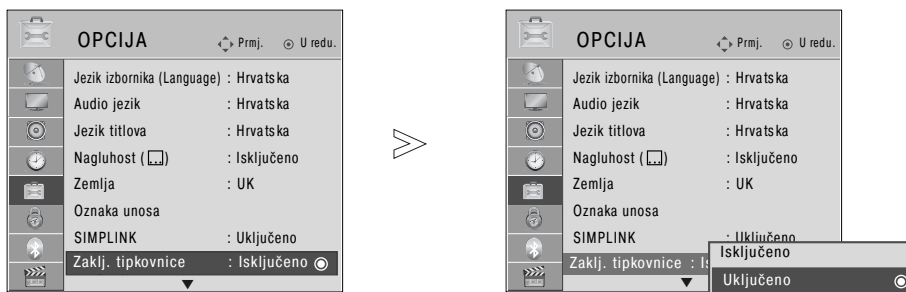 OPCIJA Prmj. U redu.
Jezik izbornika (Language) : Hrvatska
Audio jezik : Hrvatska
Jezik titlova : Hrvatska
Nagluhost ( ) : Isključeno
Zemlja : UK
Oznaka unosa
SIMPLINK : Uključeno
Zaklj. tipkovnice : Isključeno
OPCIJA Prmj. U redu.
Jezik izbornika (Language) : Hrvatska
Audio jezik : Hrvatska
Jezik titlova : Hrvatska
Nagluhost ( ) : Isključeno
Zemlja : UK
Oznaka unosa
SIMPLINK : Uključeno
Zaklj. tipkovnice :
Isključeno
Uključeno